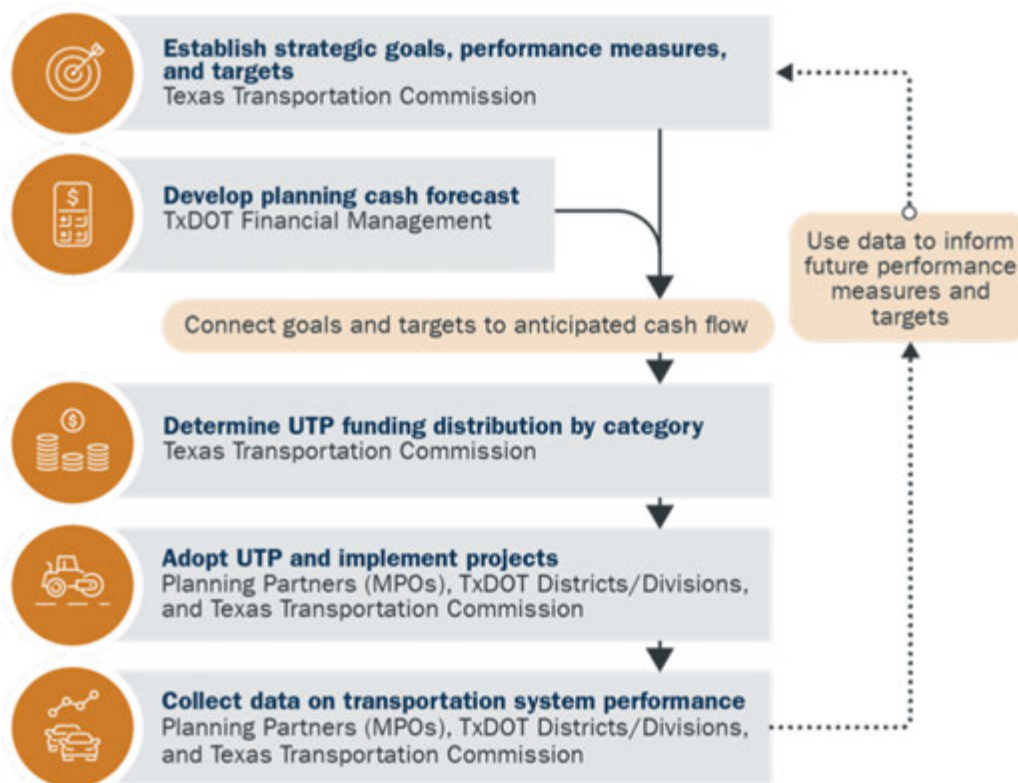 Establish strategic goals, performance measures,
and targets
Texas Transportation Commission
$
Develop planning cash forecast
TxDOT Financial Management
Use data to inform
future performance
measures and
targets
Connect goals and targets to anticipated cash flow
$
Determine UTP funding distribution by category
Texas Transportation Commission
Adopt UTP and implement projects
Planning Partners (MPOs), TxDOT Districts/Divisions,
and Texas Transportation Commission
Collect data on transportation system performance
Planning Partners (MPOs), TxDOT Districts/Divisions,
and Texas Transportation Commission